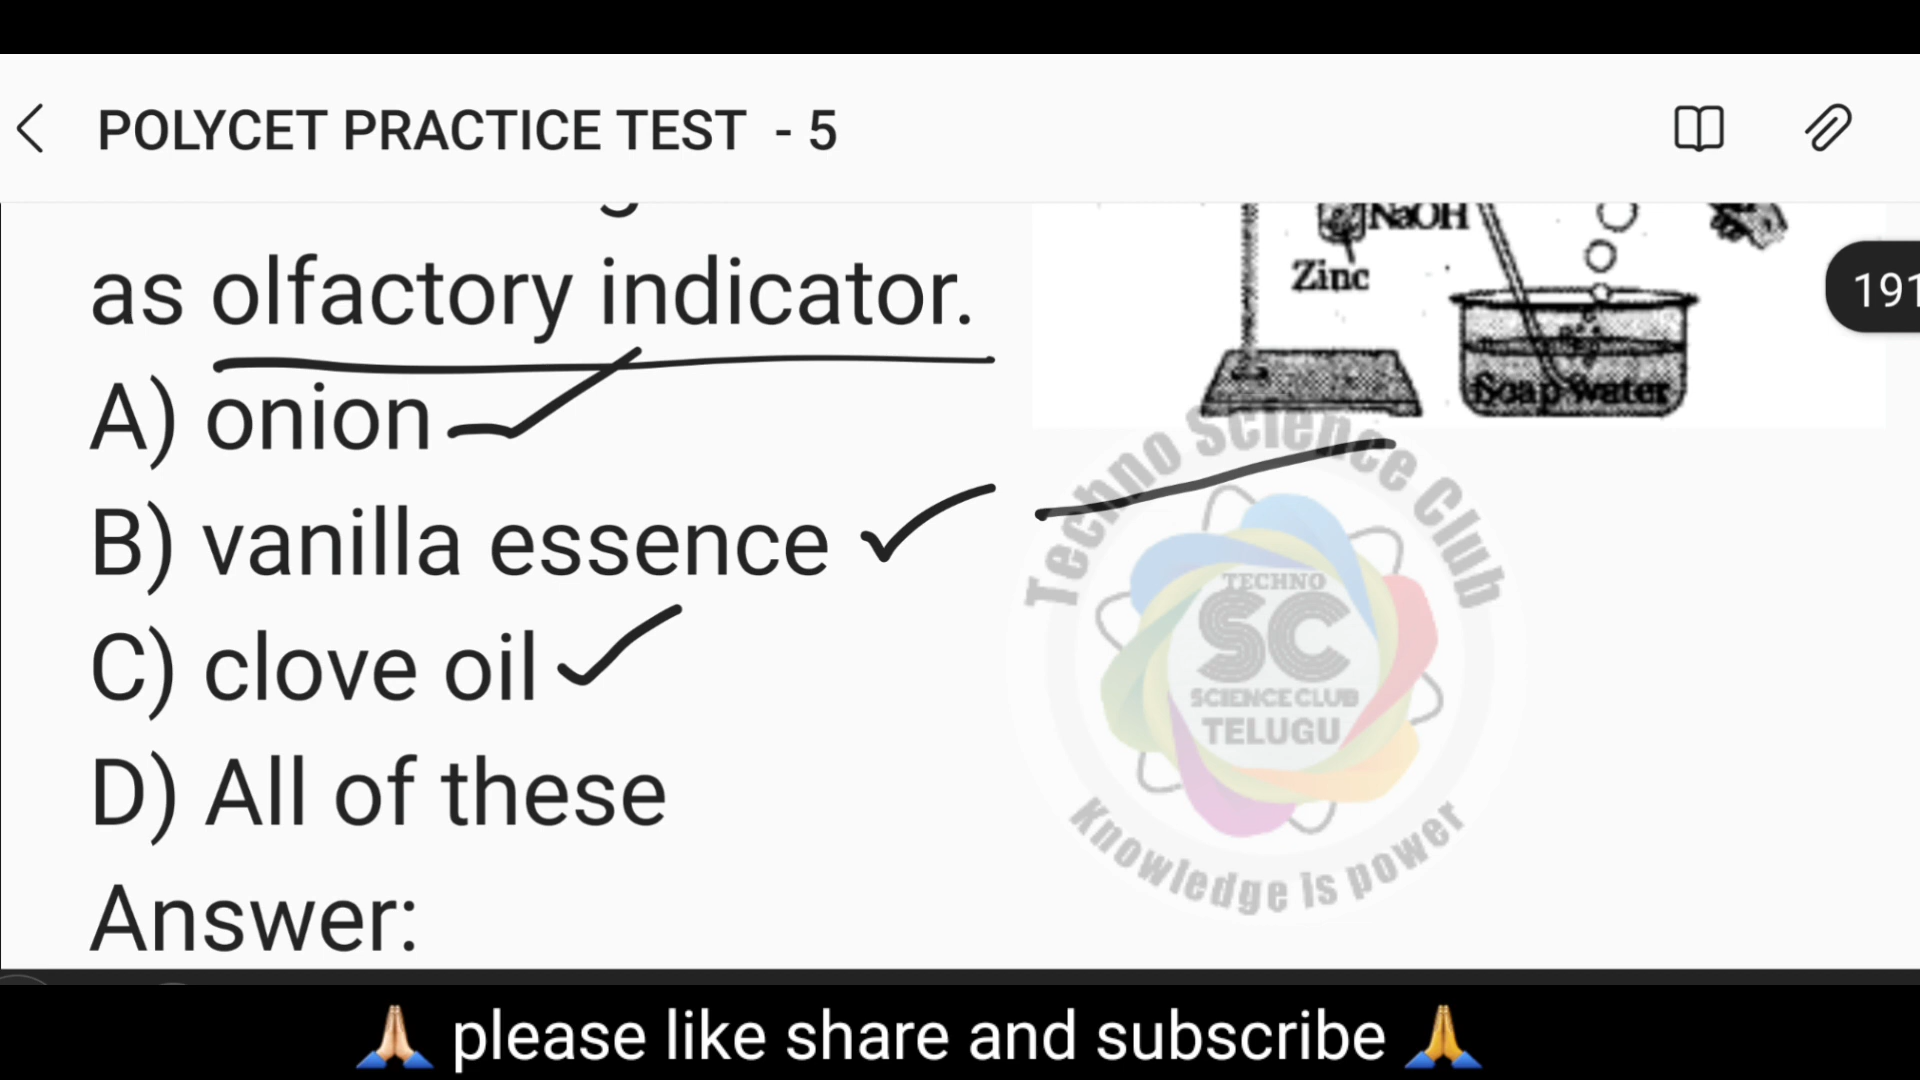 POLYCET PRACTICE TEST - 5
as olfactory indicator.
A) onion
B) vanilla essence
C) clove oil
D) All of these
Answer:
NaOH
Zinc
Soap Water
191
Techno Science Club
TECHNO
SC
SCIENCE CLUB
TELUGU
Knowledge is power
🙏🏻 please like share and subscribe 🙏